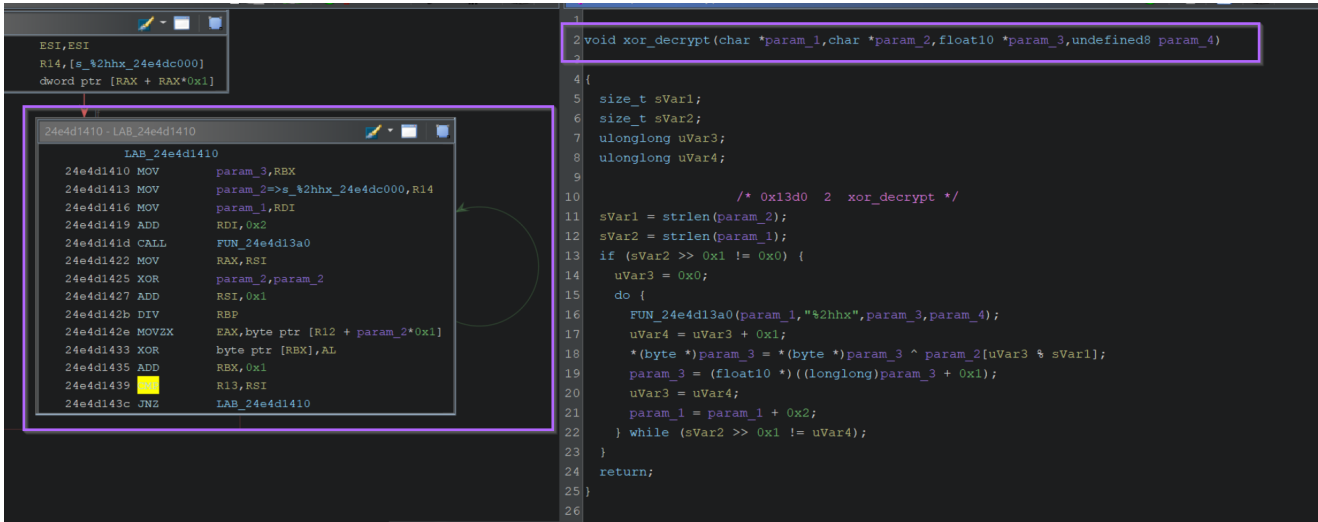 ESI,ESI
R14,[s_%2hhx_24e4dc000]
dword ptr [RAX + RAX*0x1]
24e4d1410 - LAB_24e4d1410
LAB_24e4d1410
24e4d1410 MOV param_3,RBX
24e4d1413 MOV param_2=>s_%2hhx_24e4dc000,R14
24e4d1416 MOV param_1,RDI
24e4d1419 ADD RDI,0x2
24e4d141d CALL FUN_24e4d13a0
24e4d1422 MOV RAX,RSI
24e4d1425 XOR param_2,param_2
24e4d1427 ADD RSI,0x1
24e4d142b DIV RBP
24e4d142e MOVZX EAX,byte ptr [R12 + param_2*0x1]
24e4d1433 XOR byte ptr [RBX],AL
24e4d1435 ADD RBX,0x1
24e4d1439 CMP R13,RSI
24e4d143c JNZ LAB_24e4d1410
1
2 void xor_decrypt(char *param_1,char *param_2,float10 *param_3,undefined8 param_4)
3
4 {
5 size_t sVar1;
6 size_t sVar2;
7 ulonglong uVar3;
8 ulonglong uVar4;
9
10 /* 0x13d0 2 xor_decrypt */
11 sVar1 = strlen(param_2);
12 sVar2 = strlen(param_1);
13 if (sVar2 >> 0x1 != 0x0) {
14 uVar3 = 0x0;
15 do {
16 FUN_24e4d13a0(param_1,"%2hhx",param_3,param_4);
17 uVar4 = uVar3 + 0x1;
18 *(byte *)param_3 = *(byte *)param_3 ^ param_2[uVar3 % sVar1];
19 param_3 = (float10 *)((longlong)param_3 + 0x1);
20 uVar3 = uVar4;
21 param_1 = param_1 + 0x2;
22 } while (sVar2 >> 0x1 != uVar4);
23 }
24 return;
25 }
26